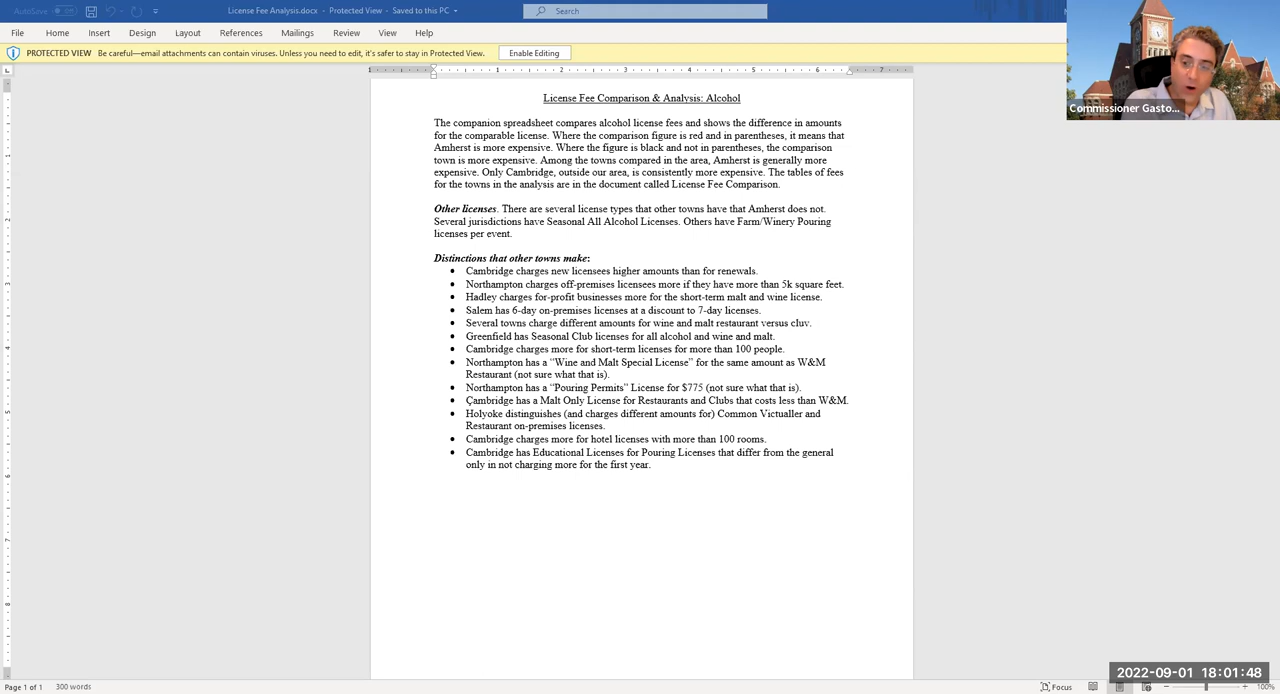 AutoSave Off License Fee Analysis.docx - Protected View - Saved to this PC Search
File Home Insert Design Layout References Mailings Review View Help
PROTECTED VIEW Be careful—email attachments can contain viruses. Unless you need to edit, it's safer to stay in Protected View. Enable Editing
Commissioner Gasto...
1 1 2 3 4 5 6 7
License Fee Comparison & Analysis: Alcohol
The companion spreadsheet compares alcohol license fees and shows the difference in amounts
for the comparable license. Where the comparison figure is red and in parentheses, it means that
Amherst is more expensive. Where the figure is black and not in parentheses, the comparison
town is more expensive. Among the towns compared in the area, Amherst is generally more
expensive. Only Cambridge, outside our area, is consistently more expensive. The tables of fees
for the towns in the analysis are in the document called License Fee Comparison.
Other licenses. There are several license types that other towns have that Amherst does not.
Several jurisdictions have Seasonal All Alcohol Licenses. Others have Farm/Winery Pouring
licenses per event.
Distinctions that other towns make:
• Cambridge charges new licensees higher amounts than for renewals.
• Northampton charges off-premises licensees more if they have more than 5k square feet.
• Hadley charges for-profit businesses more for the short-term malt and wine license.
• Salem has 6-day on-premises licenses at a discount to 7-day licenses.
• Several towns charge different amounts for wine and malt restaurant versus cluv.
• Greenfield has Seasonal Club licenses for all alcohol and wine and malt.
• Cambridge charges more for short-term licenses for more than 100 people.
• Northampton has a “Wine and Malt Special License” for the same amount as W&M
Restaurant (not sure what that is).
• Northampton has a “Pouring Permits” License for $775 (not sure what that is).
• Cambridge has a Malt Only License for Restaurants and Clubs that costs less than W&M.
• Holyoke distinguishes (and charges different amounts for) Common Victualler and
Restaurant on-premises licenses.
• Cambridge charges more for hotel licenses with more than 100 rooms.
• Cambridge has Educational Licenses for Pouring Licenses that differ from the general
only in not charging more for the first year.
2022-09-01 18:01:48
Page 1 of 1 300 words Focus 100%